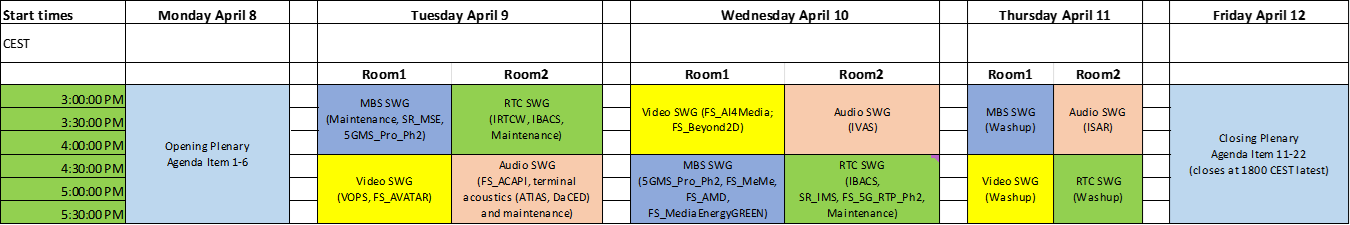 Start times Monday April 8 Tuesday April 9 Wednesday April 10 Thursday April 11 Friday April 12
CEST
Room1 Room2 Room1 Room2 Room1 Room2
3:00:00 PM
3:30:00 PM
4:00:00 PM
4:30:00 PM
5:00:00 PM
5:30:00 PM
Opening Plenary
Agenda Item 1-6
MBS SWG
(Maintenance, SR_MSE,
5GMS_Pro_Ph2)
RTC SWG
(IRTCW, IBACS,
Maintenance)
Video SWG
(VOPS, FS_AVATAR)
Audio SWG
(FS_ACAPI, terminal
acoustics (ATIAS, DaCED)
and maintenance)
Video SWG (FS_AI4Media;
FS_Beyond2D)
Audio SWG
(IVAS)
MBS SWG
(5GMS_Pro_Ph2, FS_MeMe,
FS_AMD,
FS_MediaEnergyGREEN)
RTC SWG
(IBACS,
SR_IMS, FS_5G_RTP_Ph2,
Maintenance)
MBS SWG
(Washup)
Audio SWG
(ISAR)
Video SWG
(Washup)
RTC SWG
(Washup)
Closing Plenary
Agenda Item 11-22
(closes at 1800 CEST latest)